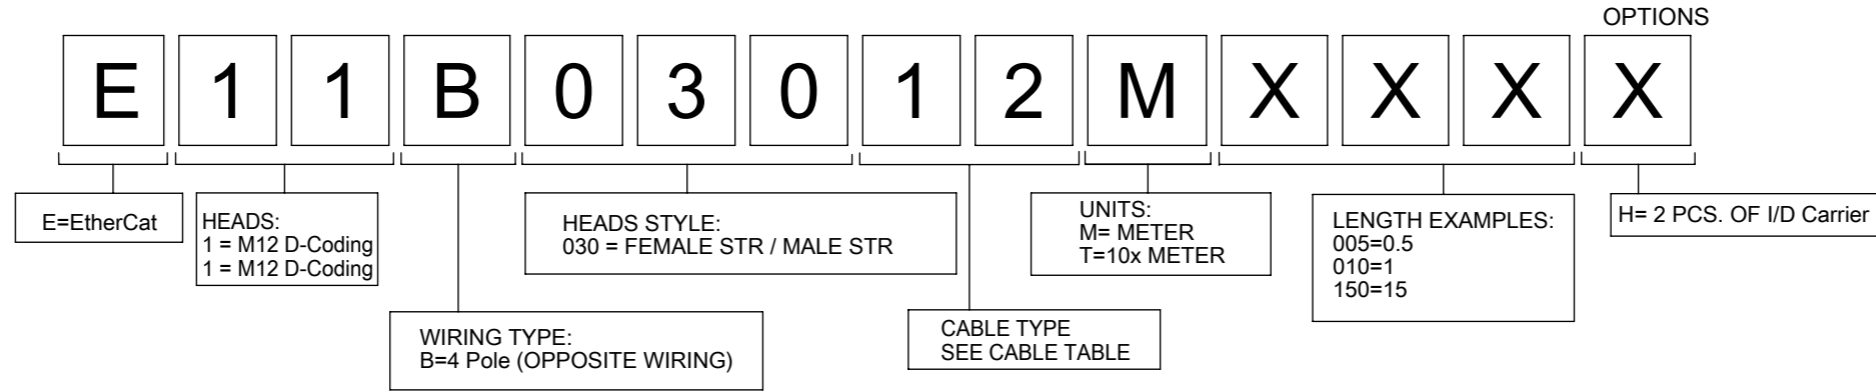 OPTIONS
E 1 1 B 0 3 0 1 2 M X X X X
E=EtherCat
HEADS:
1 = M12 D-Coding
1 = M12 D-Coding
WIRING TYPE:
B=4 Pole (OPPOSITE WIRING)
HEADS STYLE:
030 = FEMALE STR / MALE STR
CABLE TYPE
SEE CABLE TABLE
UNITS:
M= METER
T=10x METER
LENGTH EXAMPLES:
005=0.5
010=1
150=15
H= 2 PCS. OF I/D Carrier